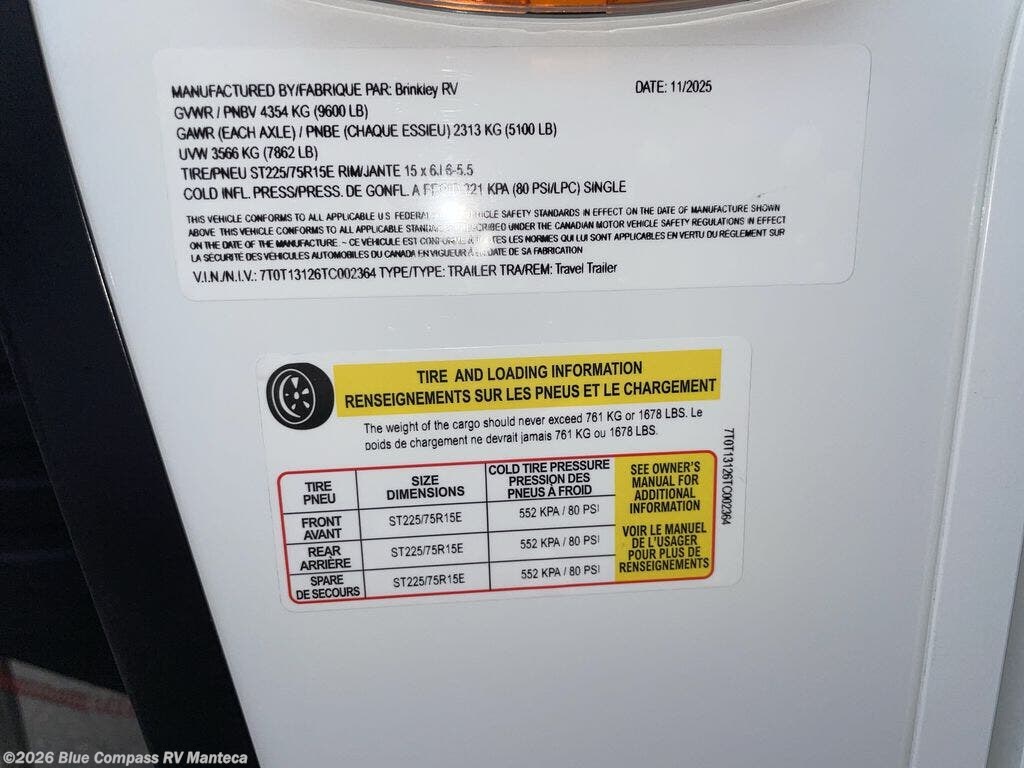 MANUFACTURED BY/FABRIQUE PAR: Brinkley RV DATE: 11/2025
GVWR / PNBV 4354 KG (9600 LB)
GAWR (EACH AXLE) / PNBE (CHAQUE ESSIEU) 2313 KG (5100 LB)
UVW 3566 KG (7862 LB)
TIRE/PNEU ST225/75R15E RIM/JANTE 15 x 6J 6-5.5
COLD INFL. PRESS/PRESS. DE GONFL. A KPA (80 PSI/LPC) SINGLE
THIS VEHICLE CONFORMS TO ALL APPLICABLE U.S FEDERAL VEHICLE SAFETY STANDARDS IN EFFECT ON THE DATE OF MANUFACTURE SHOWN
ABOVE THIS VEHICLE CONFORMS TO ALL APPLICABLE UNDER THE CANADIAN MOTOR VEHICLE SAFETY REGULATIONS IN EFFECT
ON THE DATE OF THE MANUFACTURE. ~ CE VÉHICULE EST LES NORMES QUI LUI SONT APPLICABLES EN VERTU DU RÉGLEMENT SUR
LA SÉCURITÉ DES VÉHICULES AUTOMOBILES DU CANADA EN VIGUEUR À DATE DE SA FABRICATION
V.I.N./N.I.V.: 7T0T13126TC002364 TYPE/TYPE: TRAILER TRA/REM: Travel Trailer
TIRE AND LOADING INFORMATION
RENSEIGNEMENTS SUR LES PNEUS ET LE CHARGEMENT
The weight of the cargo should never exceed 761 KG or 1678 LBS. Le
poids de chargement ne devrait jamais 761 KG ou 1678 LBS.
TIRE
PNEU
SIZE
DIMENSIONS
COLD TIRE PRESSURE
PRESSION DES
PNEUS À FROID
SEE OWNER'S
MANUAL FOR
ADDITIONAL
INFORMATION
VOIR LE MANUEL
DE L'USAGER
POUR PLUS DE
RENSEIGNEMENTS
FRONT
AVANT
ST225/75R15E
552 KPA / 80 PSI
REAR
ARRIÈRE
ST225/75R15E
552 KPA / 80 PSI
SPARE
DE SECOURS
ST225/75R15E
552 KPA / 80 PSI
7T0T13126TC002364
©2026 Blue Compass RV Manteca